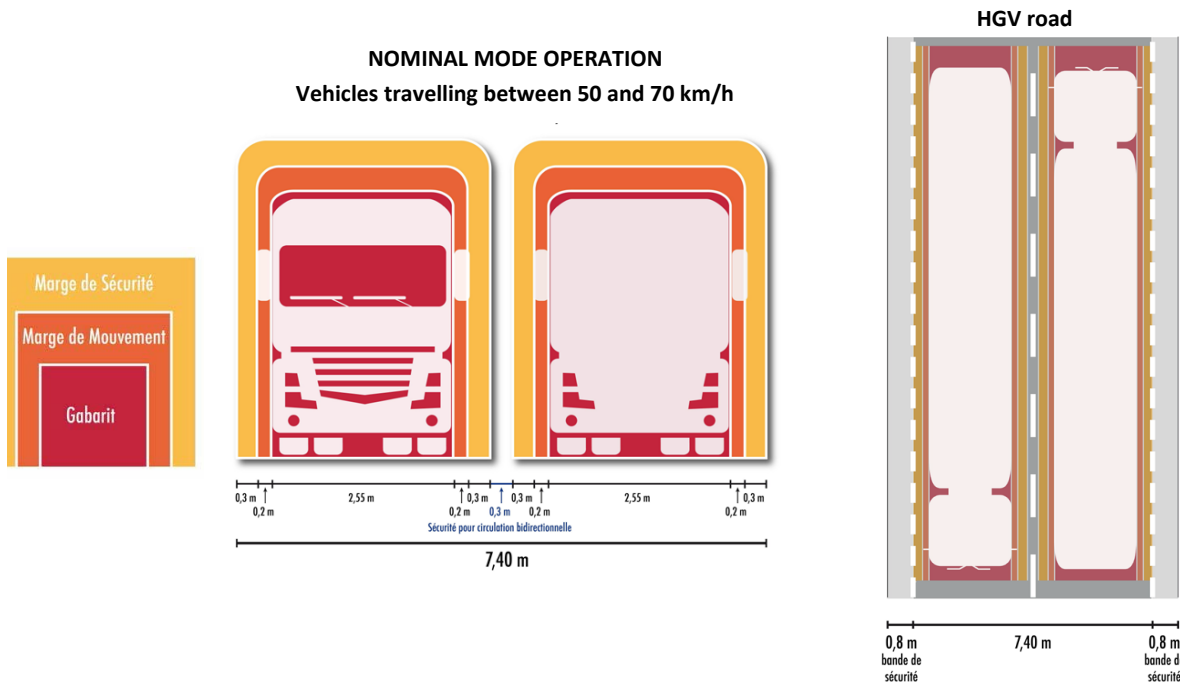 HGV road
NOMINAL MODE OPERATION
Vehicles travelling between 50 and 70 km/h
Marge de Sécurité
Marge de Mouvement
Gabarit
0,3 m
0,2 m
2,55 m
0,2 m
0,3 m
0,3 m
0,3 m
0,2 m
2,55 m
0,2 m
0,3 m
Sécurité pour circulation bidirectionnelle
7,40 m
0,8 m
bande de
sécurité
7,40 m
0,8 m
bande de
sécurité